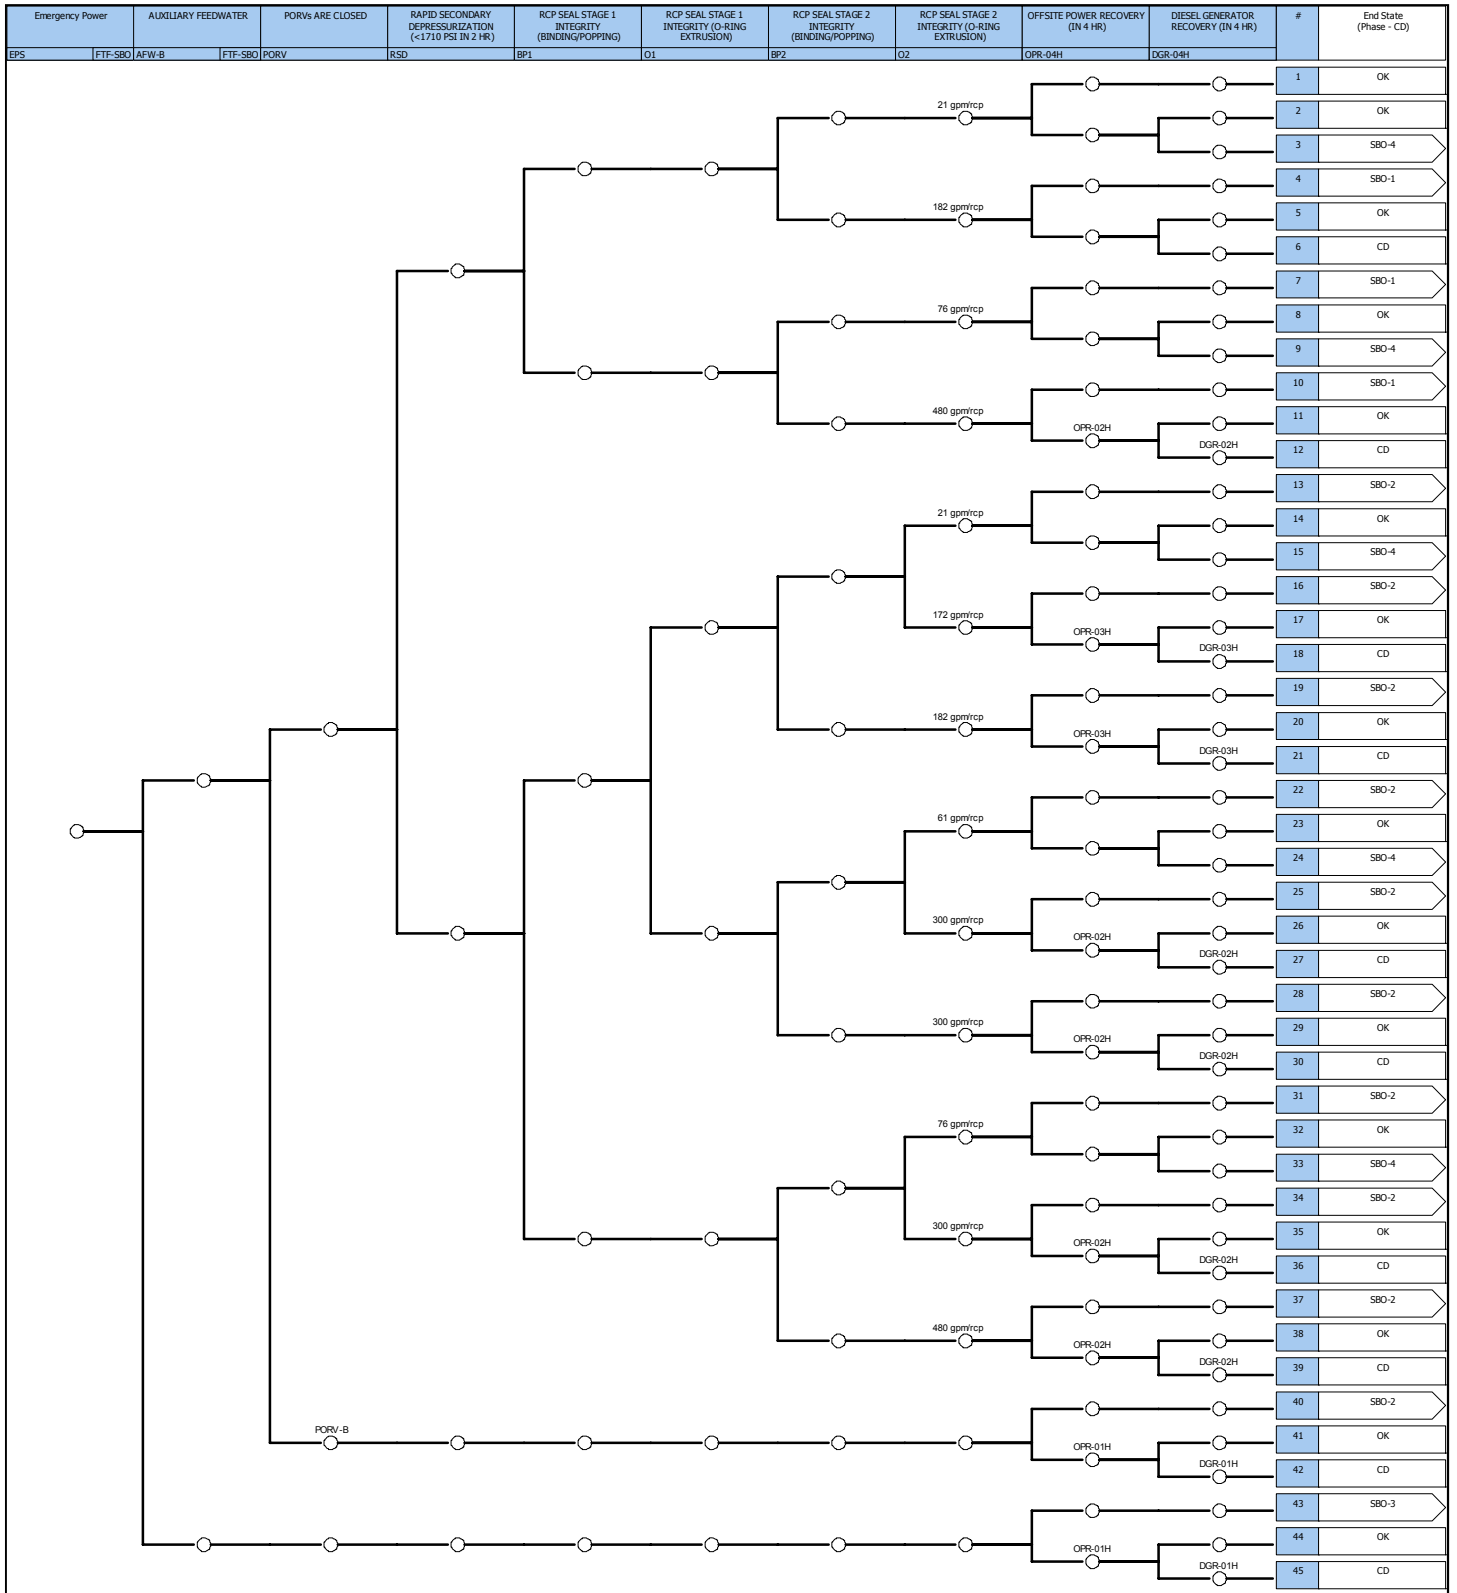 Emergency Power
AUXILIARY FEEDWATER
PORVs ARE CLOSED
RAPID SECONDARY
DEPRESSURIZATION
(<1710 PSI IN 2 HR)
RCP SEAL STAGE 1
INTEGRITY
(BINDING/POPPING)
RCP SEAL STAGE 1
INTEGRITY (O-RING
EXTRUSION)
RCP SEAL STAGE 2
INTEGRITY
(BINDING/POPPING)
RCP SEAL STAGE 2
INTEGRITY (O-RING
EXTRUSION)
OFFSITE POWER RECOVERY
(IN 4 HR)
DIESEL GENERATOR
RECOVERY (IN 4 HR)
#
End State
(Phase - CD)
EPS FTF-SBO AFW-B FTF-SBO PORV RSD BP1 O1 BP2 O2 OPR-04H DGR-04H
1 OK
21 gpm/rcp
2 OK
3 SBO-4
4 SBO-1
182 gpm/rcp
5 OK
6 CD
7 SBO-1
76 gpm/rcp
8 OK
9 SBO-4
10 SBO-1
480 gpm/rcp
11 OK
OPR-02H
DGR-02H
12 CD
13 SBO-2
21 gpm/rcp
14 OK
15 SBO-4
16 SBO-2
172 gpm/rcp
17 OK
OPR-03H
DGR-03H
18 CD
19 SBO-2
182 gpm/rcp
20 OK
OPR-03H
DGR-03H
21 CD
22 SBO-2
61 gpm/rcp
23 OK
24 SBO-4
25 SBO-2
300 gpm/rcp
26 OK
OPR-02H
DGR-02H
27 CD
28 SBO-2
300 gpm/rcp
29 OK
OPR-02H
DGR-02H
30 CD
31 SBO-2
76 gpm/rcp
32 OK
33 SBO-4
34 SBO-2
300 gpm/rcp
35 OK
OPR-02H
DGR-02H
36 CD
37 SBO-2
480 gpm/rcp
38 OK
OPR-02H
DGR-02H
39 CD
40 SBO-2
PORV-B
41 OK
OPR-01H
DGR-01H
42 CD
43 SBO-3
44 OK
OPR-01H
DGR-01H
45 CD